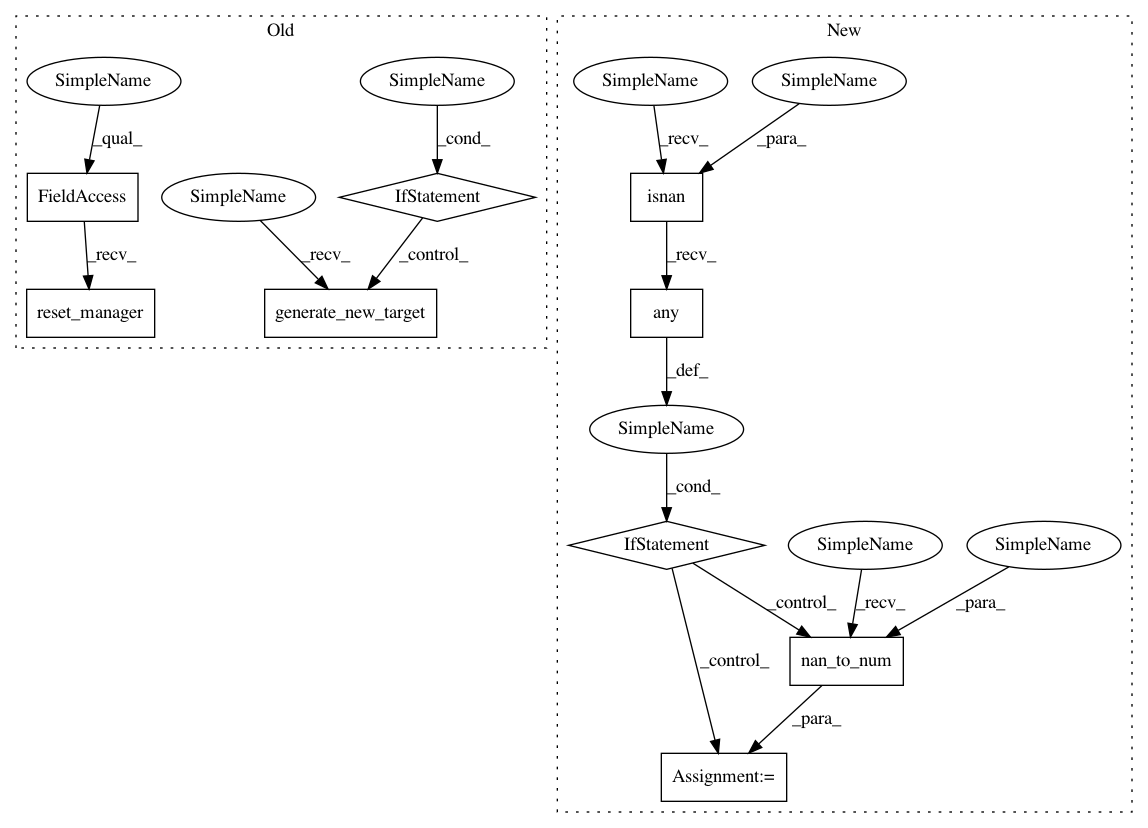 Old
New
SimpleName
SimpleName
SimpleName
SimpleName
_qual_
_cond_
_recv_
_para_
FieldAccess
SimpleName
IfStatement
isnan
_recv_
_recv_
_control_
_recv_
reset_manager
generate_new_target
any
_def_
SimpleName
_cond_
IfStatement
SimpleName
SimpleName
_control_
_recv_
_para_
_control_
nan_to_num
_para_
Assignment:=